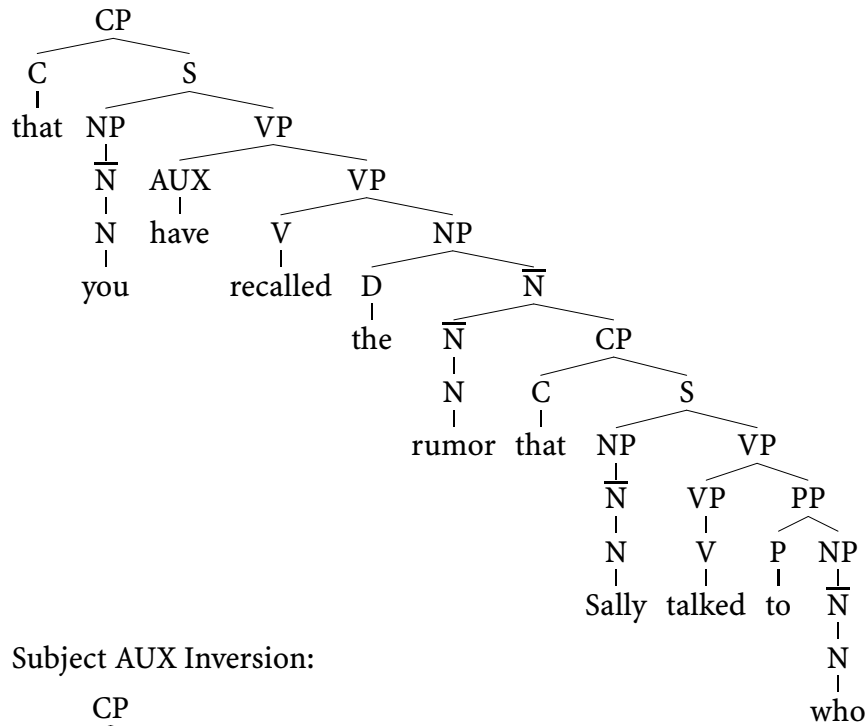 CP
C S
that NP VP
N̅ AUX VP
N have V NP
you recalled D N̅
the N̅ CP
N C S
rumor that NP VP
N̅ VP PP
N V P NP
Sally talked to N̅
Subject AUX Inversion: N
CP who